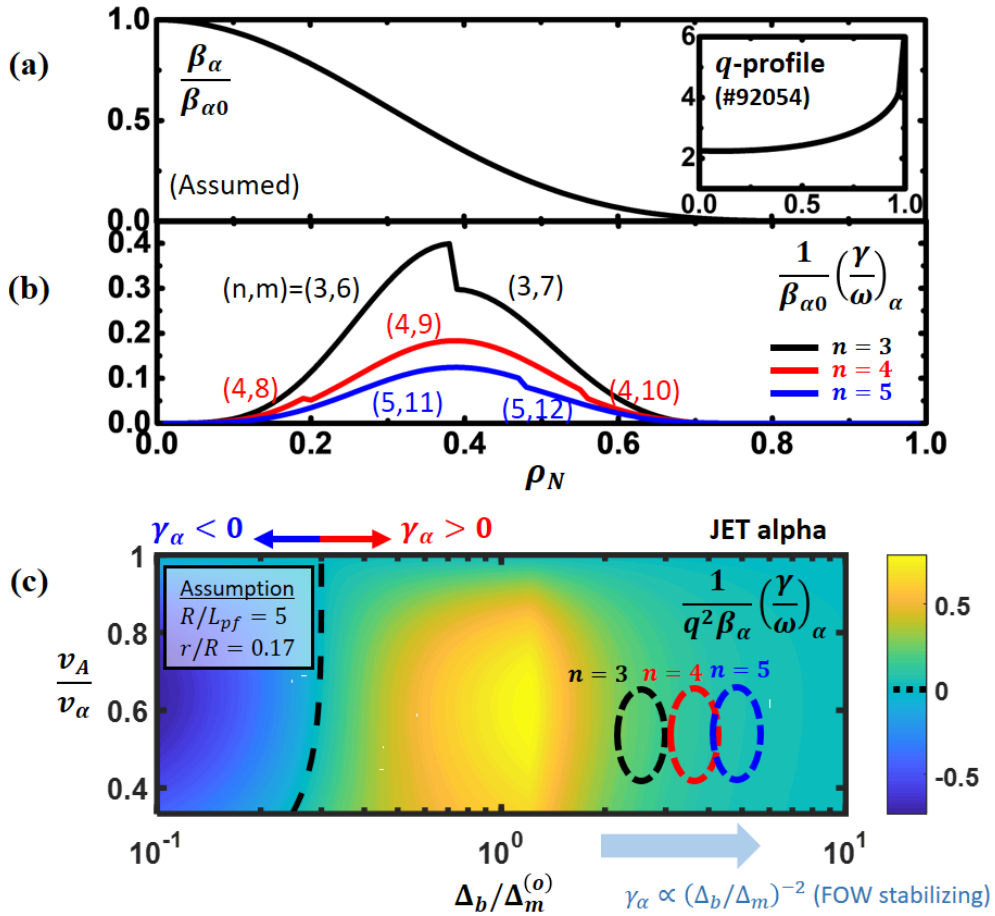 (a)
1.0
0.5
0.0
β_α / β_α0
(Assumed)
q-profile
(#92054)
6
4
2
0.0 0.5 1.0
(b)
0.4
0.3
0.2
0.1
0.0
(n,m)=(3,6)
(3,7)
(4,9)
(4,8)
(4,10)
(5,11)
(5,12)
1/β_α0 (γ/ω)_α
n = 3
n = 4
n = 5
0.0 0.2 0.4 0.6 0.8 1.0
ρ_N
γ_α < 0
γ_α > 0
JET alpha
(c)
Assumption
R/L_pf = 5
r/R = 0.17
1/(q²β_α) (γ/ω)_α
n = 3 n = 4 n = 5
v_A / v_α
1
0.8
0.6
0.4
0.5
0
-0.5
10⁻¹ 10⁰ 10¹
Δ_b/Δ_m^(o)
γ_α ∝ (Δ_b/Δ_m)⁻² (FOW stabilizing)